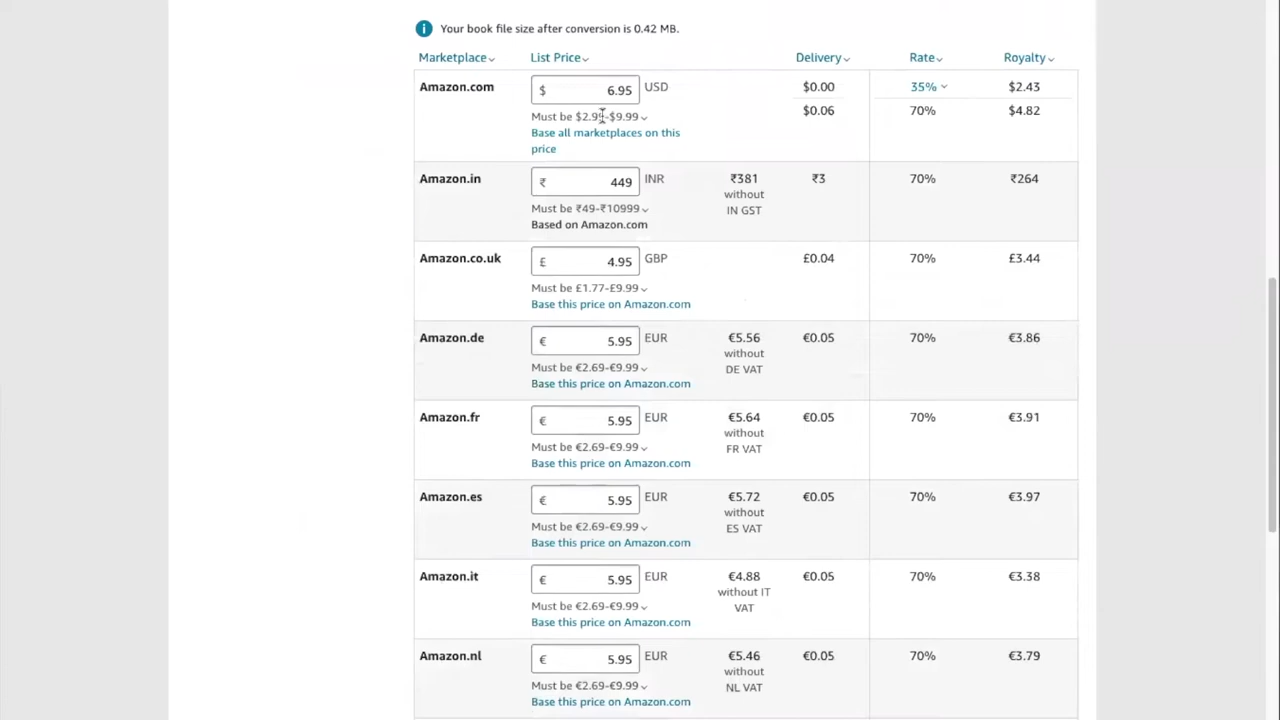 Your book file size after conversion is 0.42 MB.
Marketplace List Price Delivery Rate Royalty
Amazon.com $ 6.95 USD $0.00 35% $2.43
Must be $2.99-$9.99 $0.06 70% $4.82
Base all marketplaces on this
price
Amazon.in ₹ 449 INR ₹381 ₹3 70% ₹264
without
IN GST
Must be ₹49-₹10999
Based on Amazon.com
Amazon.co.uk £ 4.95 GBP £0.04 70% £3.44
Must be £1.77-£9.99
Base this price on Amazon.com
Amazon.de € 5.95 EUR €5.56 €0.05 70% €3.86
without
DE VAT
Must be €2.69-€9.99
Base this price on Amazon.com
Amazon.fr € 5.95 EUR €5.64 €0.05 70% €3.91
without
FR VAT
Must be €2.69-€9.99
Base this price on Amazon.com
Amazon.es € 5.95 EUR €5.72 €0.05 70% €3.97
without
ES VAT
Must be €2.69-€9.99
Base this price on Amazon.com
Amazon.it € 5.95 EUR €4.88 €0.05 70% €3.38
without IT
VAT
Must be €2.69-€9.99
Base this price on Amazon.com
Amazon.nl € 5.95 EUR €5.46 €0.05 70% €3.79
without
NL VAT
Must be €2.69-€9.99
Base this price on Amazon.com